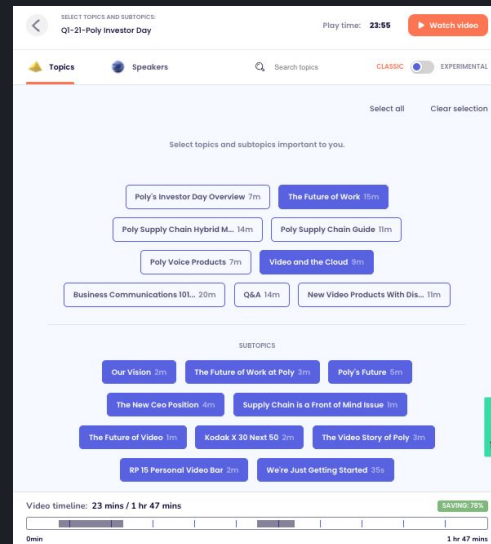 SELECT TOPICS AND SUBTOPICS:
Q1-21-Poly Investor Day
Play time: 23:55
Watch video
Topics
Speakers
Search topics
CLASSIC
EXPERIMENTAL
Select all
Clear selection
Select topics and subtopics important to you.
Poly's Investor Day Overview 7m
The Future of Work 15m
Poly Supply Chain Hybrid M... 14m
Poly Supply Chain Guide 11m
Poly Voice Products 7m
Video and the Cloud 9m
Business Communications 101... 20m
Q&A 14m
New Video Products With Dis... 11m
SUBTOPICS
Our Vision 2m
The Future of Work at Poly 3m
Poly's Future 5m
The New Ceo Position 4m
Supply Chain is a Front of Mind Issue 1m
The Future of Video 1m
Kodak X 30 Next 50 2m
The Video Story of Poly 3m
RP 15 Personal Video Bar 2m
We're Just Getting Started 35s
Video timeline: 23 mins / 1 hr 47 mins
SAVING: 78%
0min
1 hr 47 mins